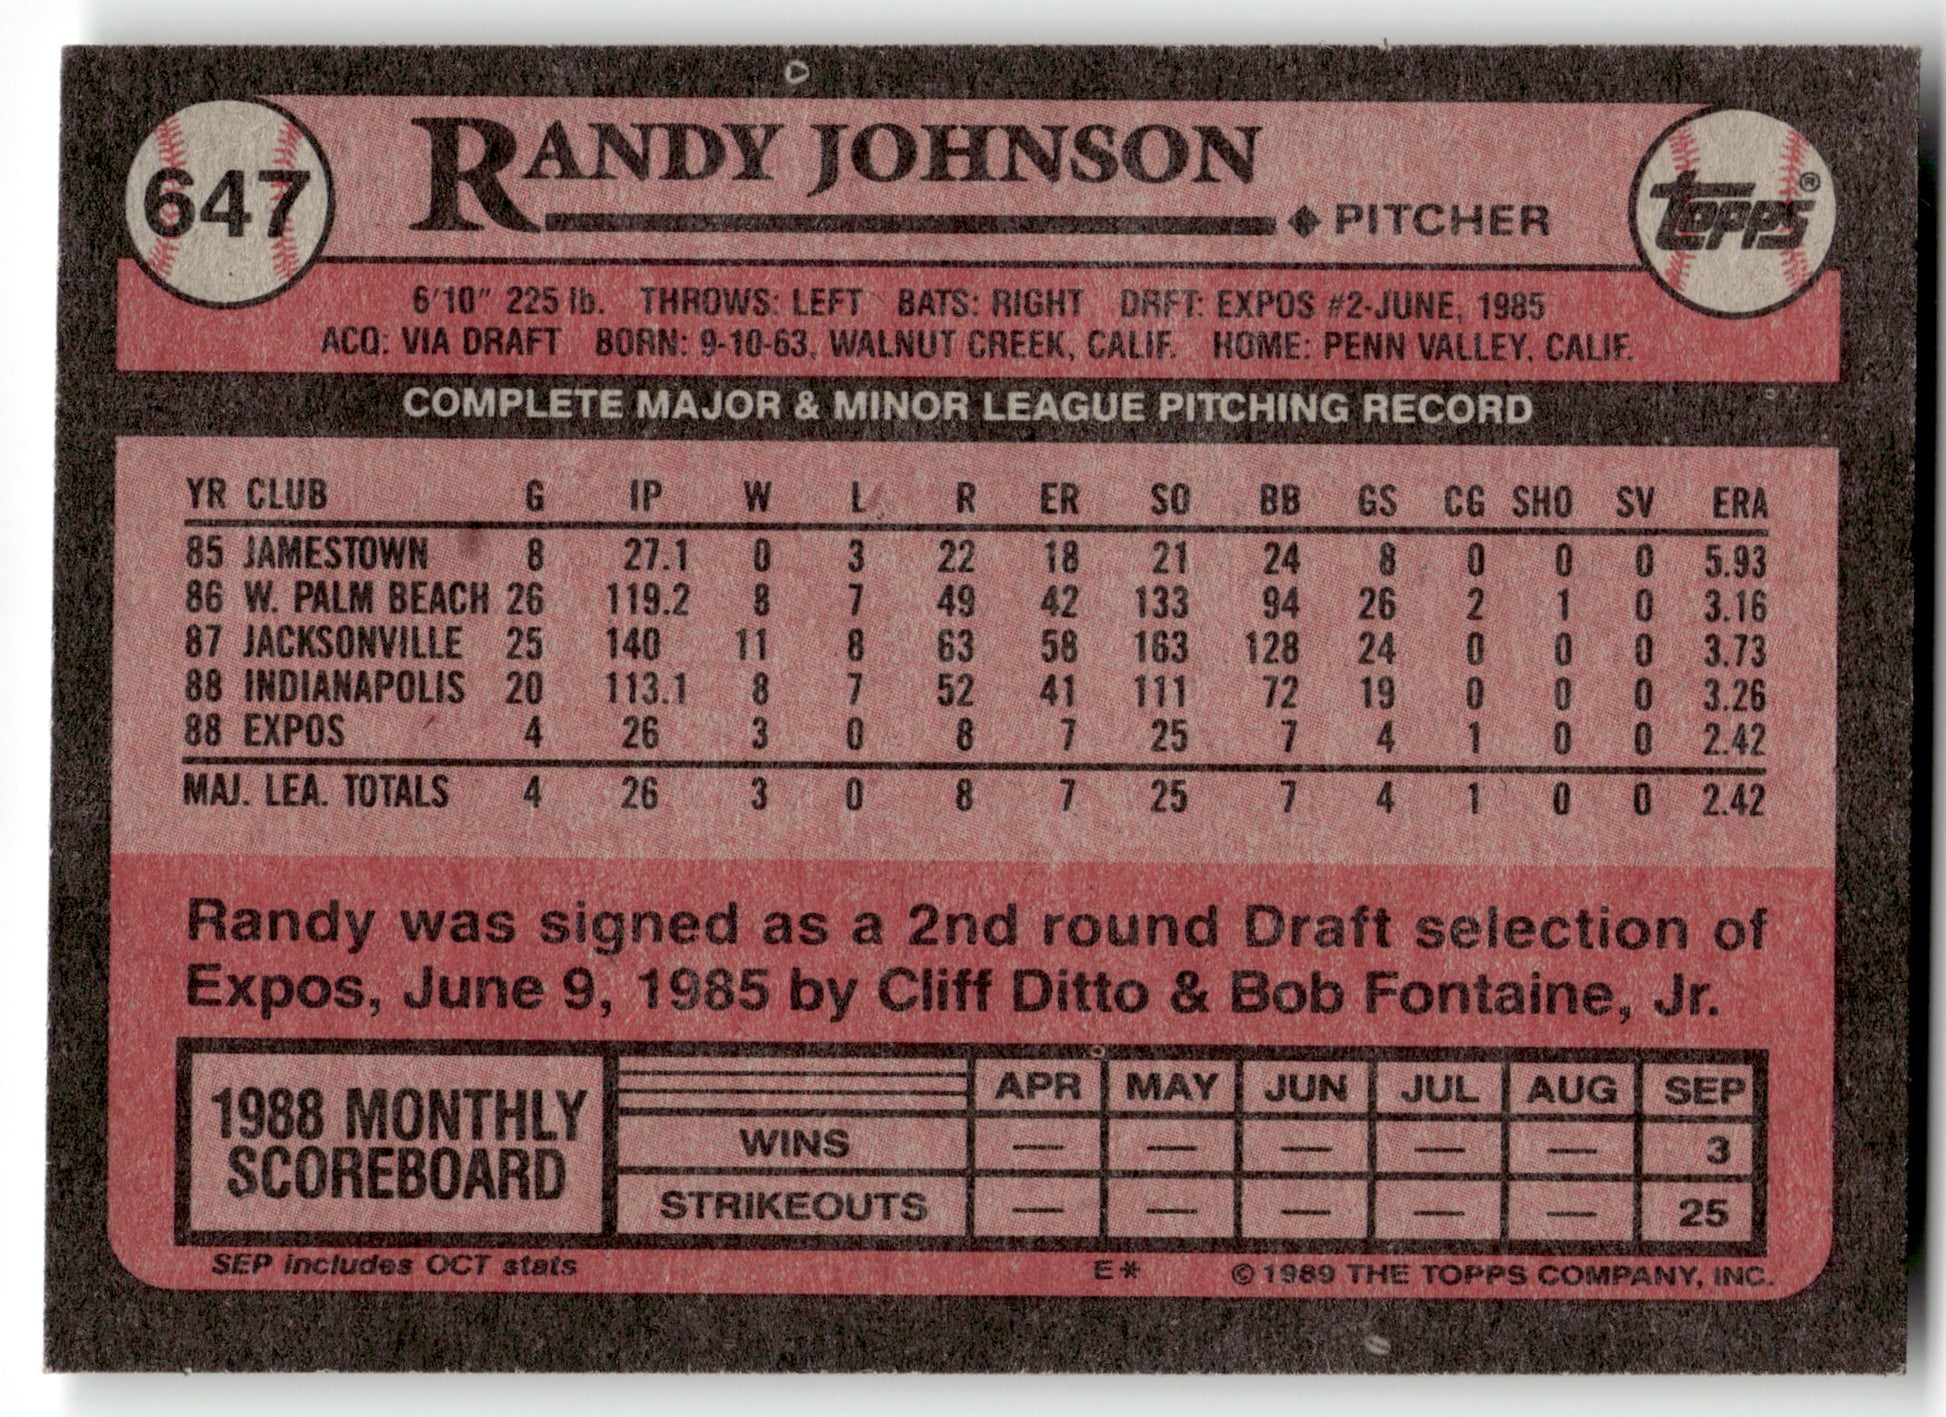 647
RANDY JOHNSON
◆ PITCHER
TOPPS®
6'10" 225 lb. THROWS: LEFT BATS: RIGHT DRFT: EXPOS #2-JUNE, 1985
ACQ: VIA DRAFT BORN: 9-10-63, WALNUT CREEK, CALIF. HOME: PENN VALLEY, CALIF.
COMPLETE MAJOR & MINOR LEAGUE PITCHING RECORD
YR CLUB G IP W L R ER SO BB GS CG SHO SV ERA
85 JAMESTOWN 8 27.1 0 3 22 18 21 24 8 0 0 0 5.93
86 W. PALM BEACH 26 119.2 8 7 49 42 133 94 26 2 1 0 3.16
87 JACKSONVILLE 25 140 11 8 63 58 163 128 24 0 0 0 3.73
88 INDIANAPOLIS 20 113.1 8 7 52 41 111 72 19 0 0 0 3.26
88 EXPOS 4 26 3 0 8 7 25 7 4 1 0 0 2.42
MAJ. LEA. TOTALS 4 26 3 0 8 7 25 7 4 1 0 0 2.42
Randy was signed as a 2nd round Draft selection of
Expos, June 9, 1985 by Cliff Ditto & Bob Fontaine, Jr.
1988 MONTHLY
SCOREBOARD
APR MAY JUN JUL AUG SEP
WINS — — — — — 3
STRIKEOUTS — — — — — 25
SEP includes OCT stats
E* © 1989 THE TOPPS COMPANY, INC.